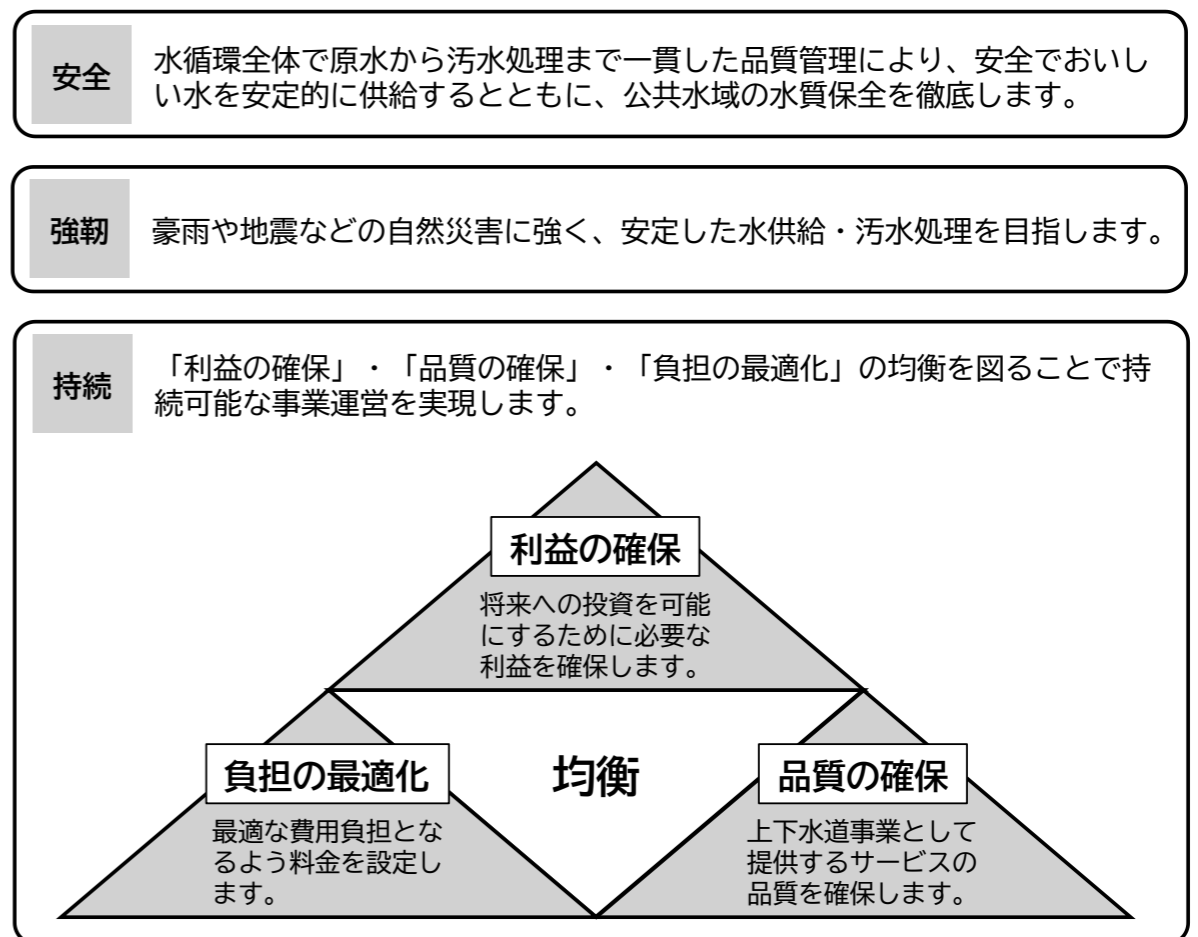 安全
水循環全体で原水から汚水処理まで一貫した品質管理により、安全でおいし
い水を安定的に供給するとともに、公共水域の水質保全を徹底します。
強靭
豪雨や地震などの自然災害に強く、安定した水供給・汚水処理を目指します。
持続
「利益の確保」・「品質の確保」・「負担の最適化」の均衡を図ることで持
続可能な事業運営を実現します。
利益の確保
将来への投資を可能
にするために必要な
利益を確保します。
負担の最適化
最適な費用負担とな
るよう料金を設定し
ます。
均衡
品質の確保
上下水道事業として
提供するサービスの
品質を確保します。